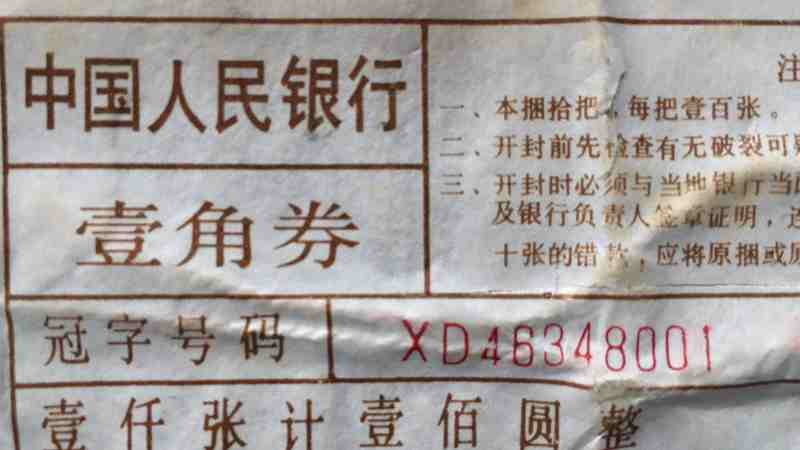 中国人民银行
壹角券
注
一、本捆拾把，每把壹百张。
二、开封前先检查有无破裂可
三、开封时必须与当地银行当
及银行负责人签章证明，
十张的错款，应将原捆或
冠字号码
XD46348001
壹仟张计壹佰圆整